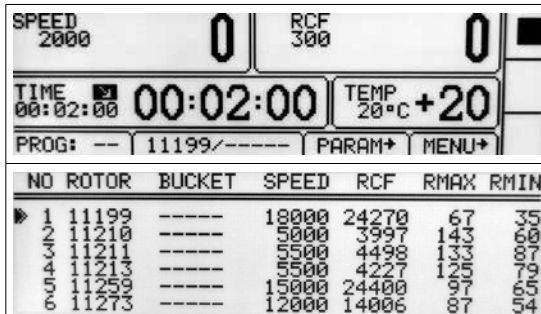 SPEED RCF
2000 0 300 0
TIME TEMP
00:02:00 00:02:00 20°C +20
PROG: -- 11199/----- PARAM→ MENU→
NO ROTOR BUCKET SPEED RCF RMAX RMIN
1 11199 ----- 18000 24270 67 35
2 11210 ----- 5000 3997 143 60
3 11211 ----- 5500 4498 133 87
4 11213 ----- 5500 4227 125 79
5 11259 ----- 15000 24400 97 65
6 11273 ----- 12000 14006 87 54